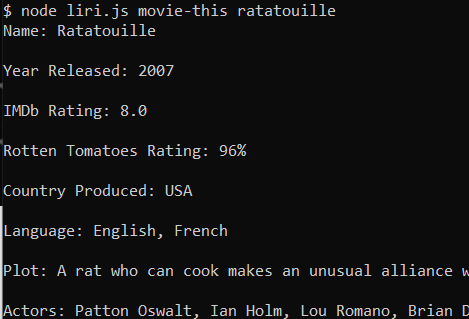 $ node liri.js movie-this ratatouille
Name: Ratatouille
Year Released: 2007
IMDb Rating: 8.0
Rotten Tomatoes Rating: 96%
Country Produced: USA
Language: English, French
Plot: A rat who can cook makes an unusual alliance
Actors: Patton Oswalt, Ian Holm, Lou Romano, Brian